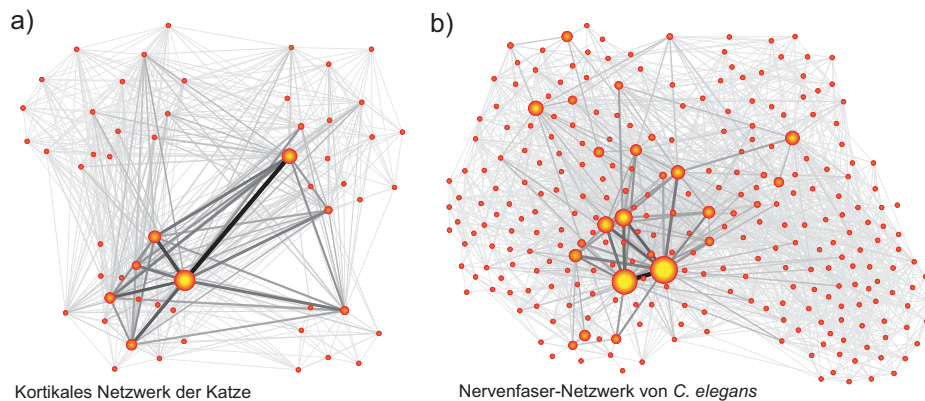 a)
b)
Kortikales Netzwerk der Katze
Nervenfaser-Netzwerk von C. elegans